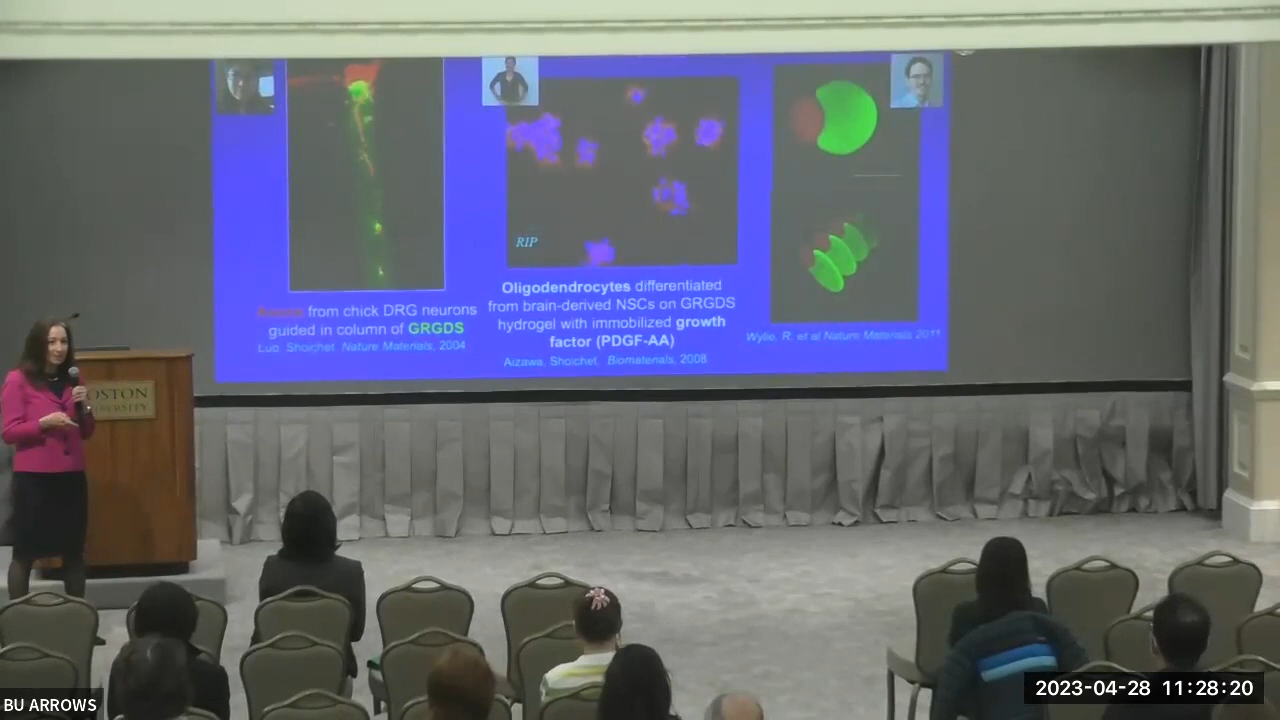 RIP
Axons from chick DRG neurons
guided in column of GRGDS
Luo, Shoichet. Nature Materials, 2004
Oligodendrocytes differentiated
from brain-derived NSCs on GRGDS
hydrogel with immobilized growth
factor (PDGF-AA)
Aizawa, Shoichet, Biomaterials, 2008
Wylie, R. et al Nature Materials 2011
BOSTON
UNIVERSITY
BU ARROWS
2023-04-28 11:28:20